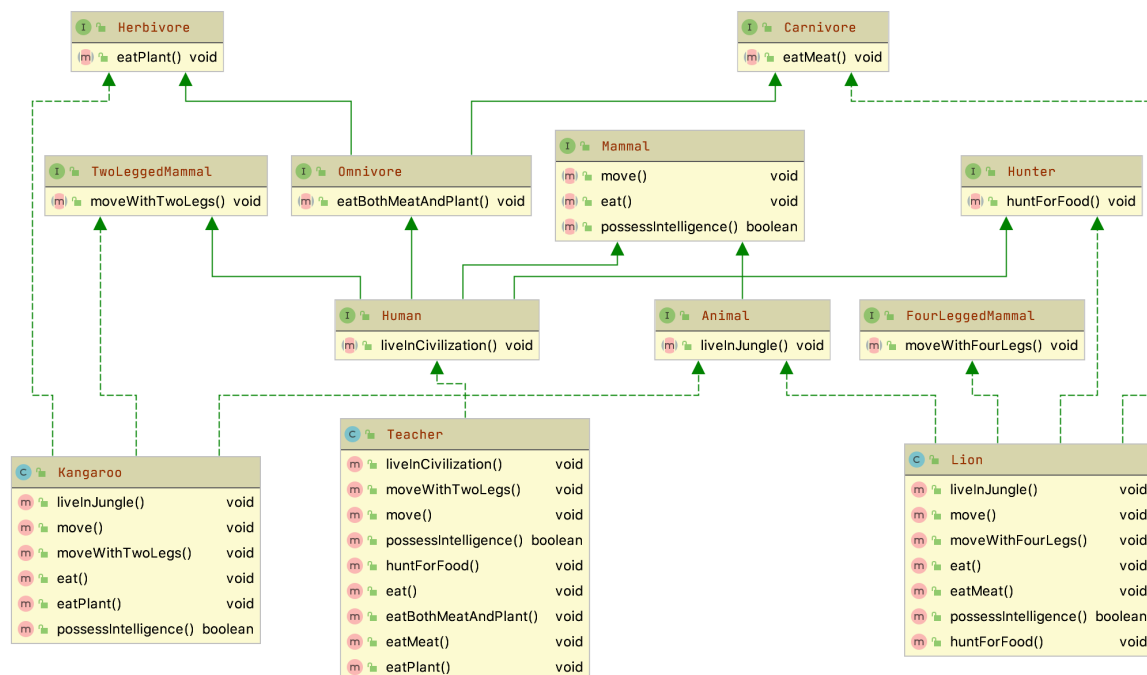 I Herbivore
m eatPlant() void
I Carnivore
m eatMeat() void
I TwoLeggedMammal
m moveWithTwoLegs() void
I Omnivore
m eatBothMeatAndPlant() void
I Mammal
m move() void
m eat() void
m possessIntelligence() boolean
I Hunter
m huntForFood() void
I Human
m liveInCivilization() void
I Animal
m liveInJungle() void
I FourLeggedMammal
m moveWithFourLegs() void
C Kangaroo
m liveInJungle() void
m move() void
m moveWithTwoLegs() void
m eat() void
m eatPlant() void
m possessIntelligence() boolean
C Teacher
m liveInCivilization() void
m moveWithTwoLegs() void
m move() void
m possessIntelligence() boolean
m huntForFood() void
m eat() void
m eatBothMeatAndPlant() void
m eatMeat() void
m eatPlant() void
C Lion
m liveInJungle() void
m move() void
m moveWithFourLegs() void
m eat() void
m eatMeat() void
m possessIntelligence() boolean
m huntForFood() void